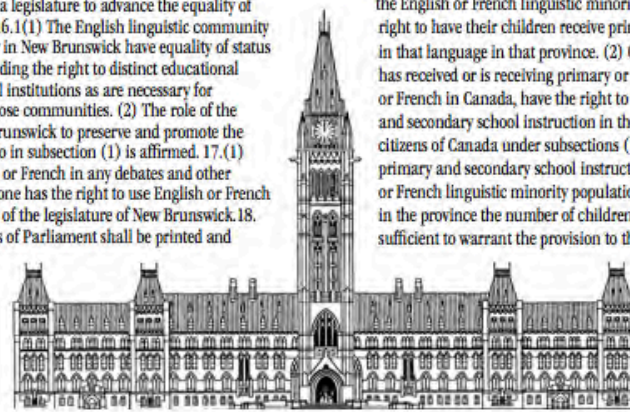 a legislature to advance the equality of
6.1(1) The English linguistic community
in New Brunswick have equality of status
ding the right to distinct educational
l institutions as are necessary for
ose communities. (2) The role of the
runswick to preserve and promote the
o in subsection (1) is affirmed. 17.(1)
or French in any debates and other
one has the right to use English or French
of the legislature of New Brunswick.18.
s of Parliament shall be printed and
the English or French linguistic minori
right to have their children receive prim
in that language in that province. (2) 
has received or is receiving primary or
or French in Canada, have the right to
and secondary school instruction in th
citizens of Canada under subsections (
primary and secondary school instruct
or French linguistic minority populatio
in the province the number of children
sufficient to warrant the provision to th